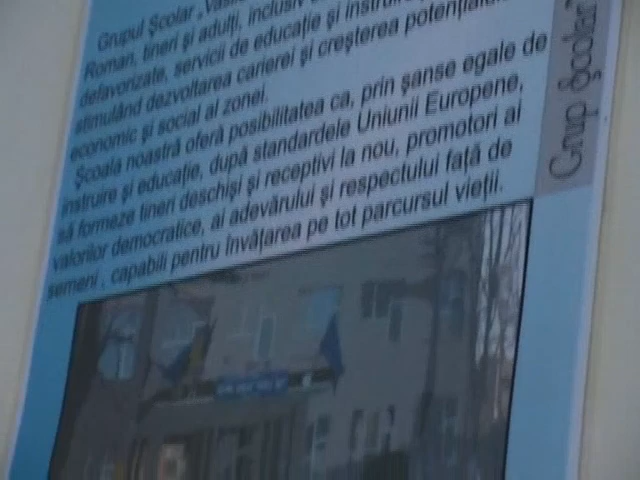 Grupul Şcolar „Vasile
Roman, tineri şi adulţi, inclusiv
defavorizate, servicii de educaţie şi instruire
stimulând dezvoltarea carierei şi creşterea potenţialului
economic şi social al zonei.
Şcoala noastră oferă posibilitatea ca, prin şanse egale de
instruire şi educaţie, după standardele Uniunii Europene,
să formeze tineri deschişi şi receptivi la nou, promotori ai
valorilor democratice, ai adevărului şi respectului faţă de
semeni , capabili pentru învăţarea pe tot parcursul vieţii.
Grup Şcolar